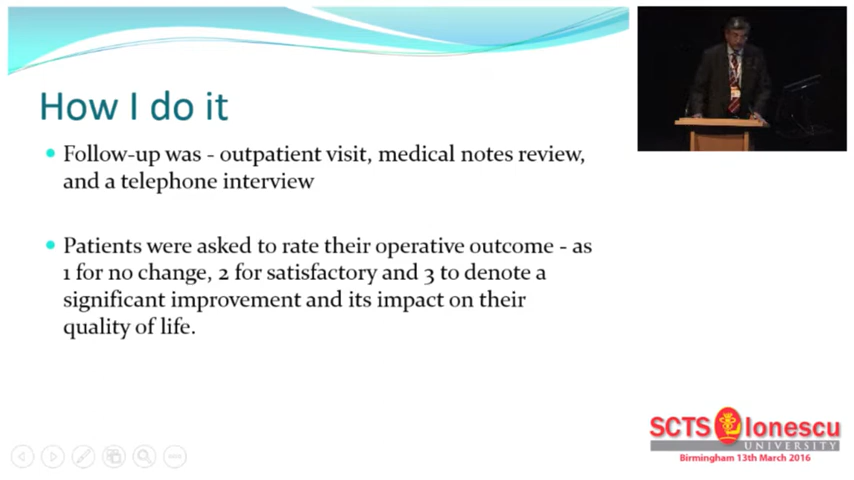 How I do it
Follow-up was - outpatient visit, medical notes review,
and a telephone interview
Patients were asked to rate their operative outcome - as
1 for no change, 2 for satisfactory and 3 to denote a
significant improvement and its impact on their
quality of life.
SCTS Ionescu
UNIVERSITY
Birmingham 13th March 2016